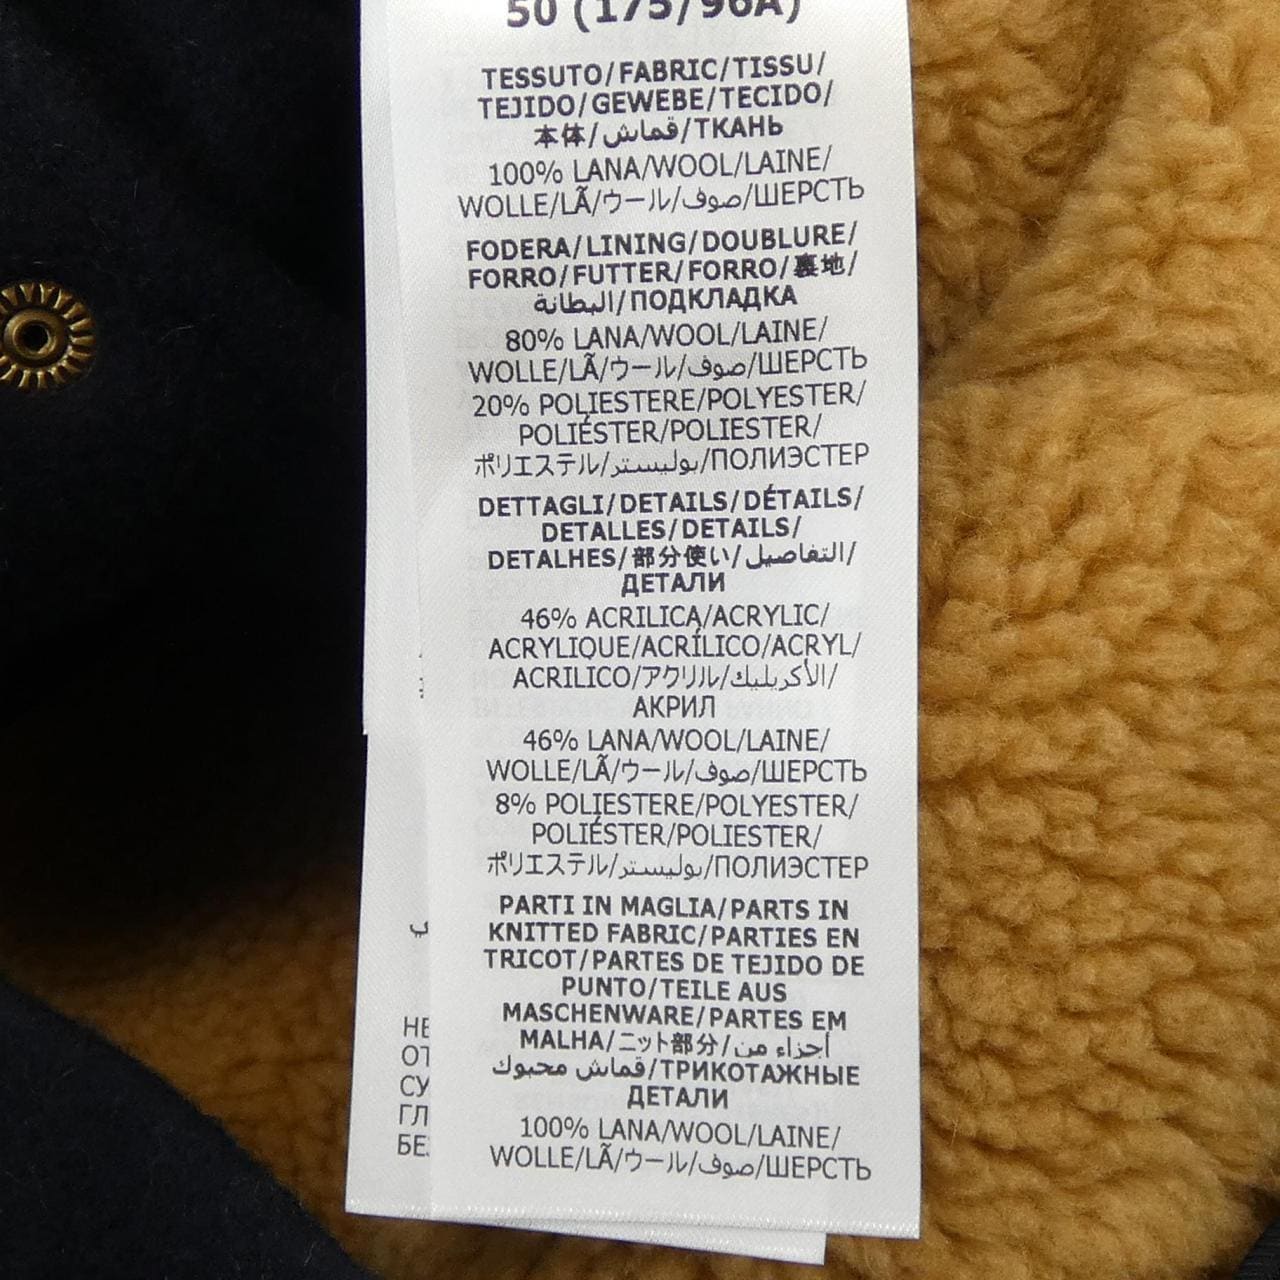 50 (175/96A)
TESSUTO/FABRIC/TISSU/
TEJIDO/GEWEBE/TECIDO/
本体/قماش/ТКАНЬ
100% LANA/WOOL/LAINE/
WOLLE/LÃ/ウール/صوف/ШЕРСТЬ
FODERA/LINING/DOUBLURE/
FORRO/FUTTER/FORRO/裏地/
البطانة/ПОДКЛАДКА
80% LANA/WOOL/LAINE/
WOLLE/LÃ/ウール/صوف/ШЕРСТЬ
20% POLIESTERE/POLYESTER/
POLIÉSTER/POLIESTER/
ポリエステル/بوليستر/ПОЛИЭСТЕР
DETTAGLI/DETAILS/DÉTAILS/
DETALLES/DETAILS/
DETALHES/部分使い/التفاصيل/
ДЕТАЛИ
46% ACRILICA/ACRYLIC/
ACRYLIQUE/ACRÍLICO/ACRYL/
ACRILICO/アクリル/الأكريليك/
АКРИЛ
46% LANA/WOOL/LAINE/
WOLLE/LÃ/ウール/صوف/ШЕРСТЬ
8% POLIESTERE/POLYESTER/
POLIÉSTER/POLIESTER/
ポリエステル/بوليستر/ПОЛИЭСТЕР
PARTI IN MAGLIA/PARTS IN
KNITTED FABRIC/PARTIES EN
TRICOT/PARTES DE TEJIDO DE
PUNTO/TEILE AUS
MASCHENWARE/PARTES EM
MALHA/ニット部分/أجزاء من
قماش محبوك/ТРИКОТАЖНЫЕ
ДЕТАЛИ
100% LANA/WOOL/LAINE/
WOLLE/LÃ/ウール/صوف/ШЕРСТЬ
НЕ
ОТ
СУ
ГЛ
БЕ